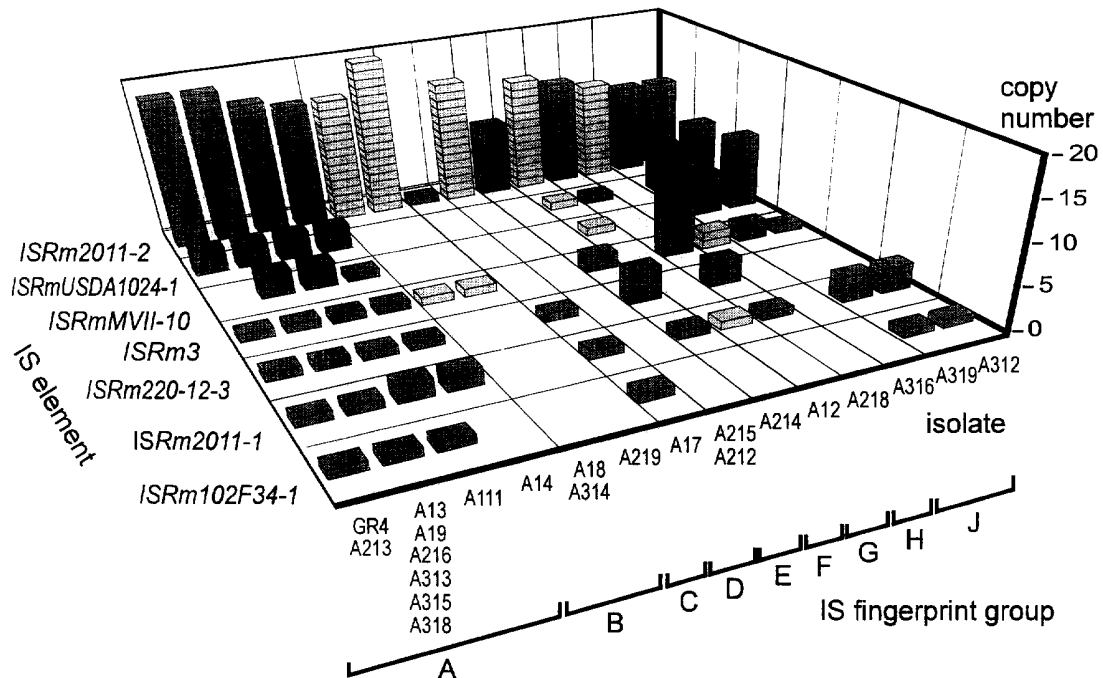 copy
number
20
15
10
5
0
ISRm2011-2
ISRmUSDA1024-1
ISRmMVII-10
ISRm3
ISRm220-12-3
ISRm2011-1
ISRm102F34-1
IS element
GR4
A213
A13
A19
A216
A313
A315
A318
A111
A14
A18
A314
A219
A17
A215
A212
A214
A12
A218
A316
A319
A312
isolate
A
B
C
D
E
F
G
H
J
IS fingerprint group